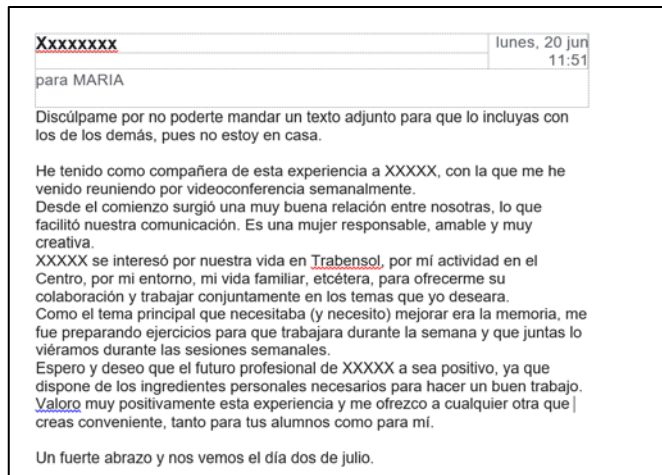 Xxxxxxxx
lunes, 20 jun
11:51
para MARIA
Discúlpame por no poderte mandar un texto adjunto para que lo incluyas con
los de los demás, pues no estoy en casa.
He tenido como compañera de esta experiencia a XXXXX, con la que me he
venido reuniendo por videoconferencia semanalmente.
Desde el comienzo surgió una muy buena relación entre nosotras, lo que
facilitó nuestra comunicación. Es una mujer responsable, amable y muy
creativa.
XXXXX se interesó por nuestra vida en Trabensol, por mí actividad en el
Centro, por mi entorno, mi vida familiar, etcétera, para ofrecerme su
colaboración y trabajar conjuntamente en los temas que yo deseara.
Como el tema principal que necesitaba (y necesito) mejorar era la memoria, me
fue preparando ejercicios para que trabajara durante la semana y que juntas lo
viéramos durante las sesiones semanales.
Espero y deseo que el futuro profesional de XXXXX a sea positivo, ya que
dispone de los ingredientes personales necesarios para hacer un buen trabajo.
Valoro muy positivamente esta experiencia y me ofrezco a cualquier otra que
creas conveniente, tanto para tus alumnos como para mí.
Un fuerte abrazo y nos vemos el día dos de julio.